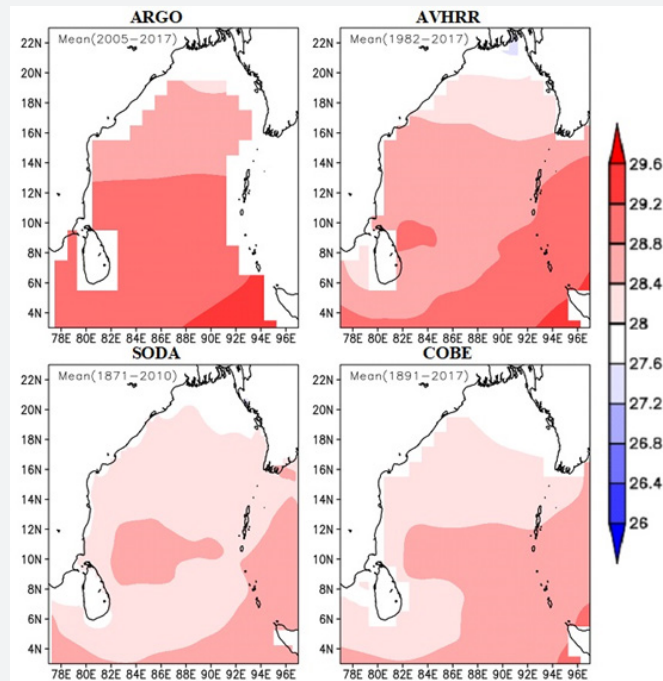 ARGO
Mean(2005-2017)
22N
20N
18N
16N
14N
12N
10N
8N
6N
4N
78E 80E 82E 84E 86E 88E 90E 92E 94E 96E
AVHRR
Mean(1982-2017)
22N
20N
18N
16N
14N
12N
10N
8N
6N
4N
78E 80E 82E 84E 86E 88E 90E 92E 94E 96E
SODA
Mean(1871-2010)
22N
20N
18N
16N
14N
12N
10N
8N
6N
4N
78E 80E 82E 84E 86E 88E 90E 92E 94E 96E
COBE
Mean(1891-2017)
22N
20N
18N
16N
14N
12N
10N
8N
6N
4N
78E 80E 82E 84E 86E 88E 90E 92E 94E 96E
29.6
29.2
28.8
28.4
28
27.6
27.2
26.8
26.4
26